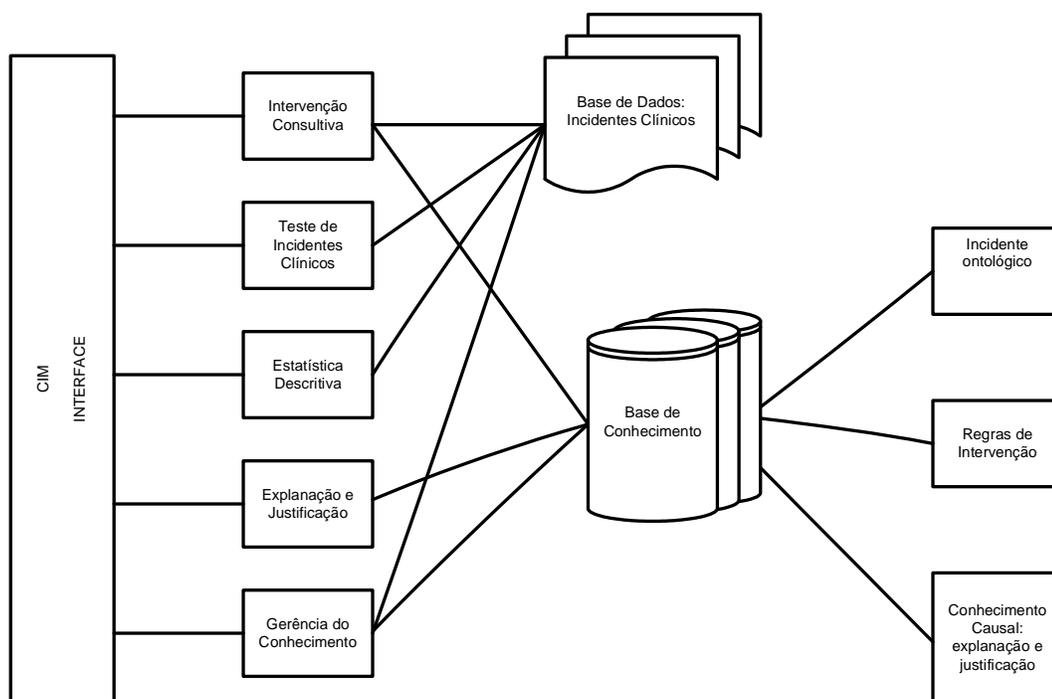 CIM
INTERFACE
Intervenção
Consultiva
Teste de
Incidentes
Clínicos
Estatística
Descritiva
Explanação e
Justificação
Gerência do
Conhecimento
Base de Dados:
Incidentes Clínicos
Base de
Conhecimento
Incidente
ontológico
Regras de
Intervenção
Conhecimento
Causal:
explanação e
justificação